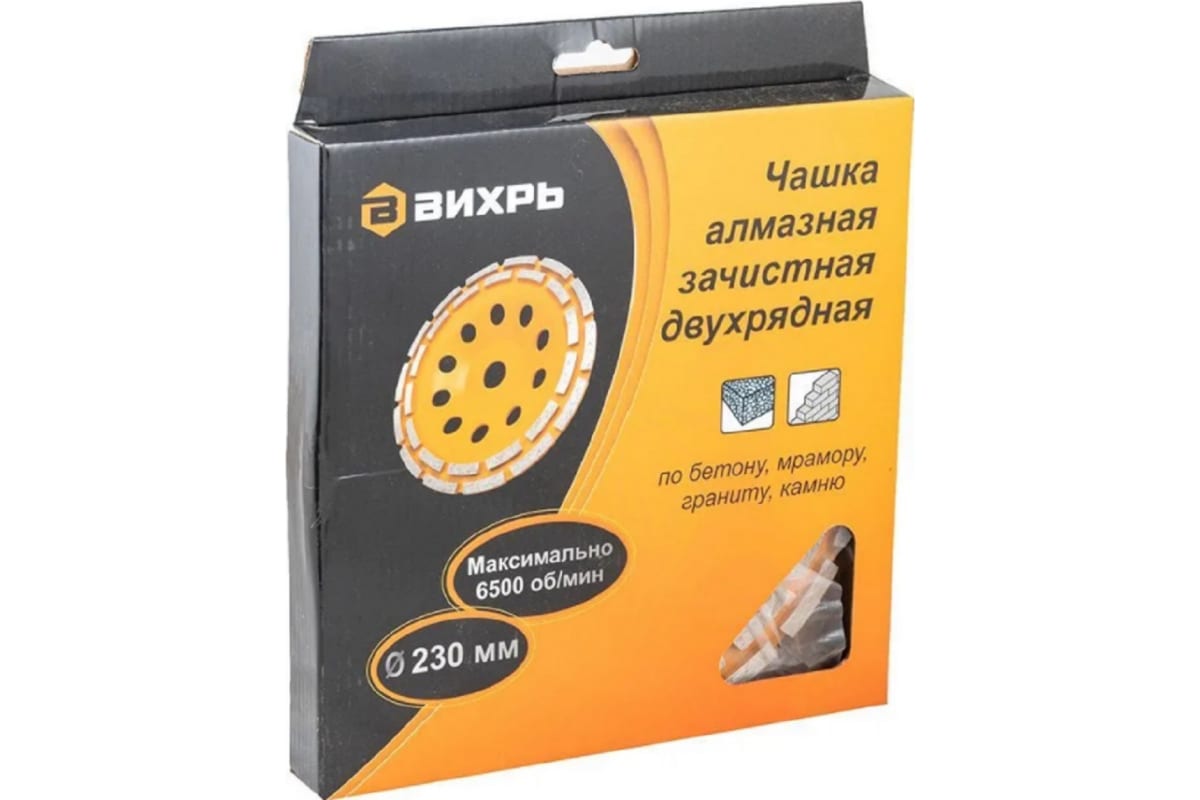 ВИХРЬ
Чашка
алмазная
зачистная
двухрядная
по бетону, мрамору,
граниту, камню
Максимально
6500 об/мин
Ø 230 мм